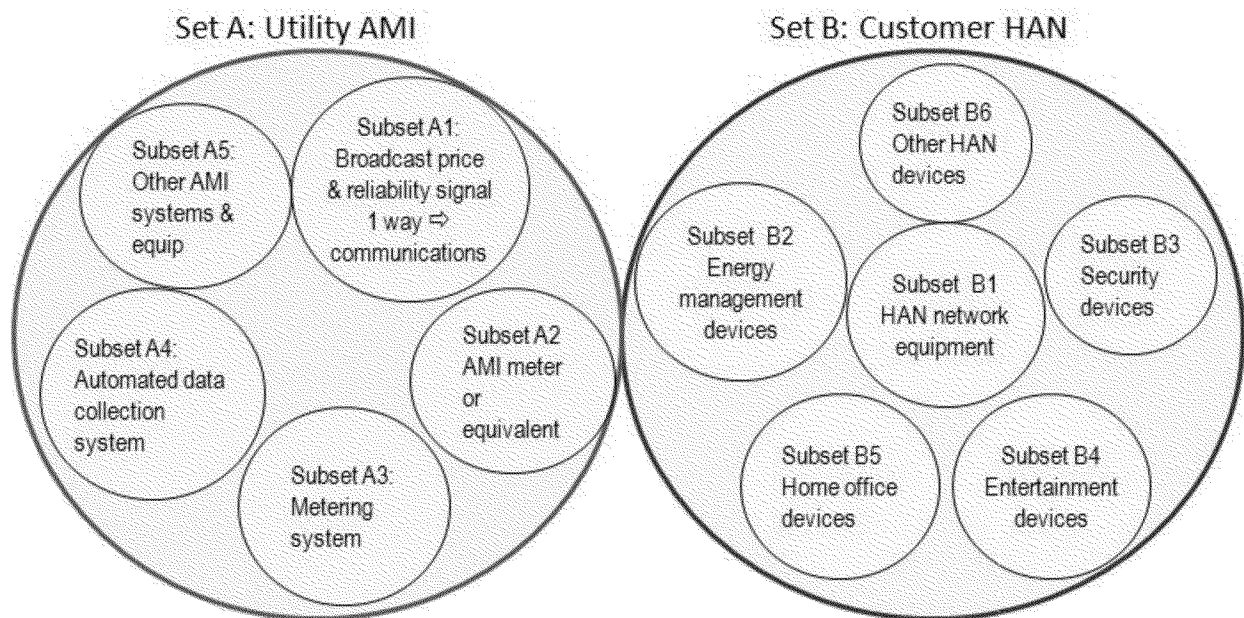 Set A: Utility AMI
Subset A1:
Broadcast price
& reliability signal
1 way ⇨
communications
Subset A5:
Other AMI
systems &
equip
Subset A4:
Automated data
collection
system
Subset A2
AMI meter
or
equivalent
Subset A3:
Metering
system
Set B: Customer HAN
Subset B6
Other HAN
devices
Subset B2
Energy
management
devices
Subset B1
HAN network
equipment
Subset B3
Security
devices
Subset B5
Home office
devices
Subset B4
Entertainment
devices